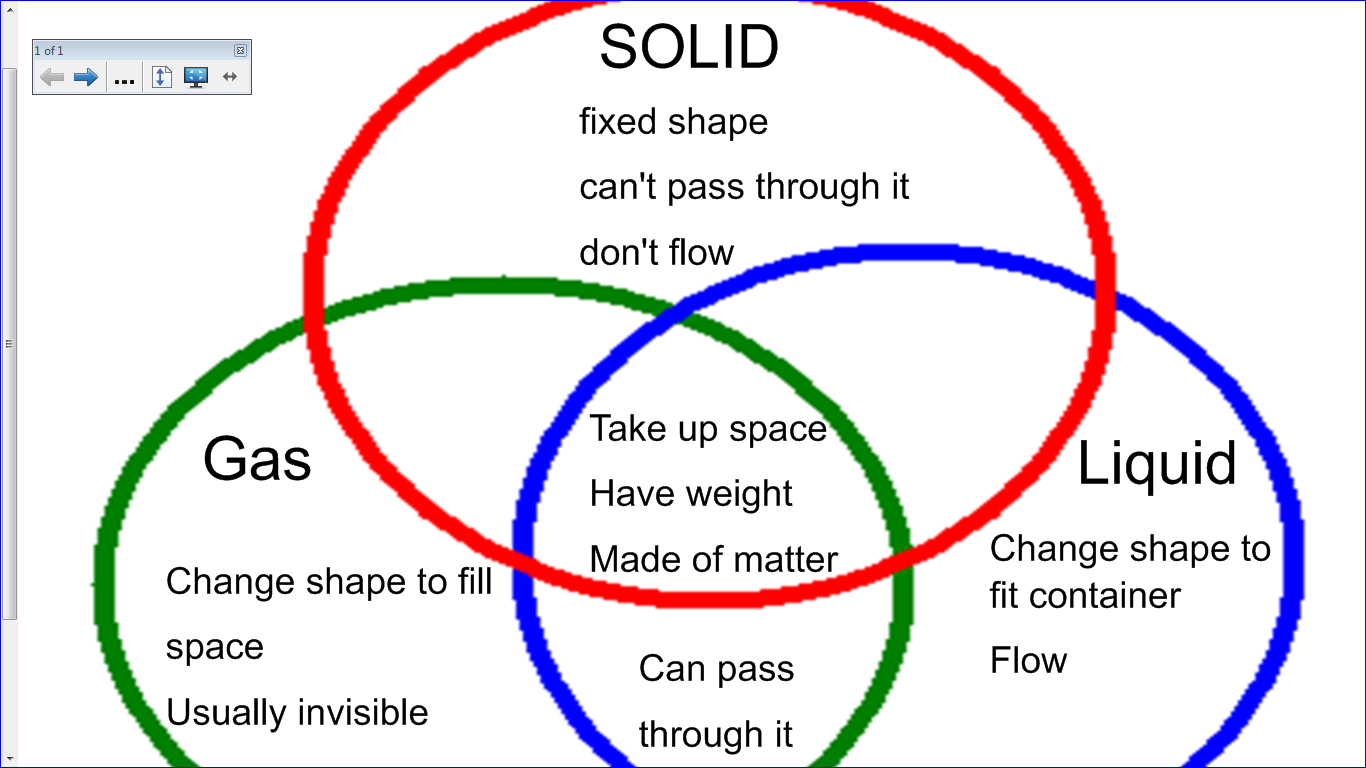 1 of 1
SOLID
fixed shape
can't pass through it
don't flow
Gas
Change shape to fill
space
Usually invisible
Take up space
Have weight
Made of matter
Can pass
through it
Liquid
Change shape to
fit container
Flow